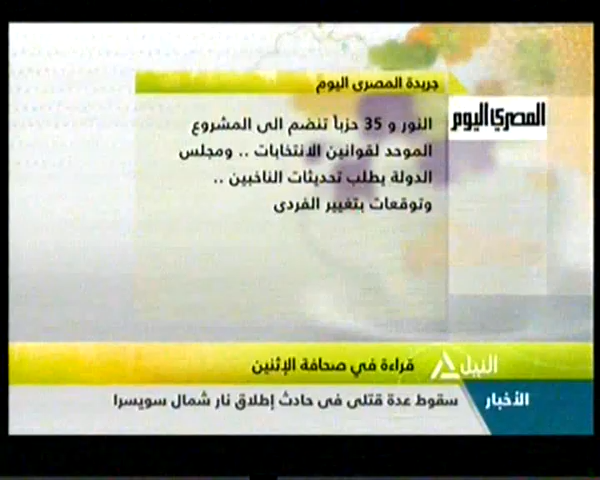 جريدة المصرى اليوم
المصري اليوم
النور و 35 حزباً تنضم الى المشروع
الموحد لقوانين الانتخابات .. ومجلس
الدولة يطلب تحديثات الناخبين ..
وتوقعات بتغيير الفردى
النيل
قراءة في صحافة الإثنين
الأخبار
سقوط عدة قتلى فى حادث إطلاق نار شمال سويسرا